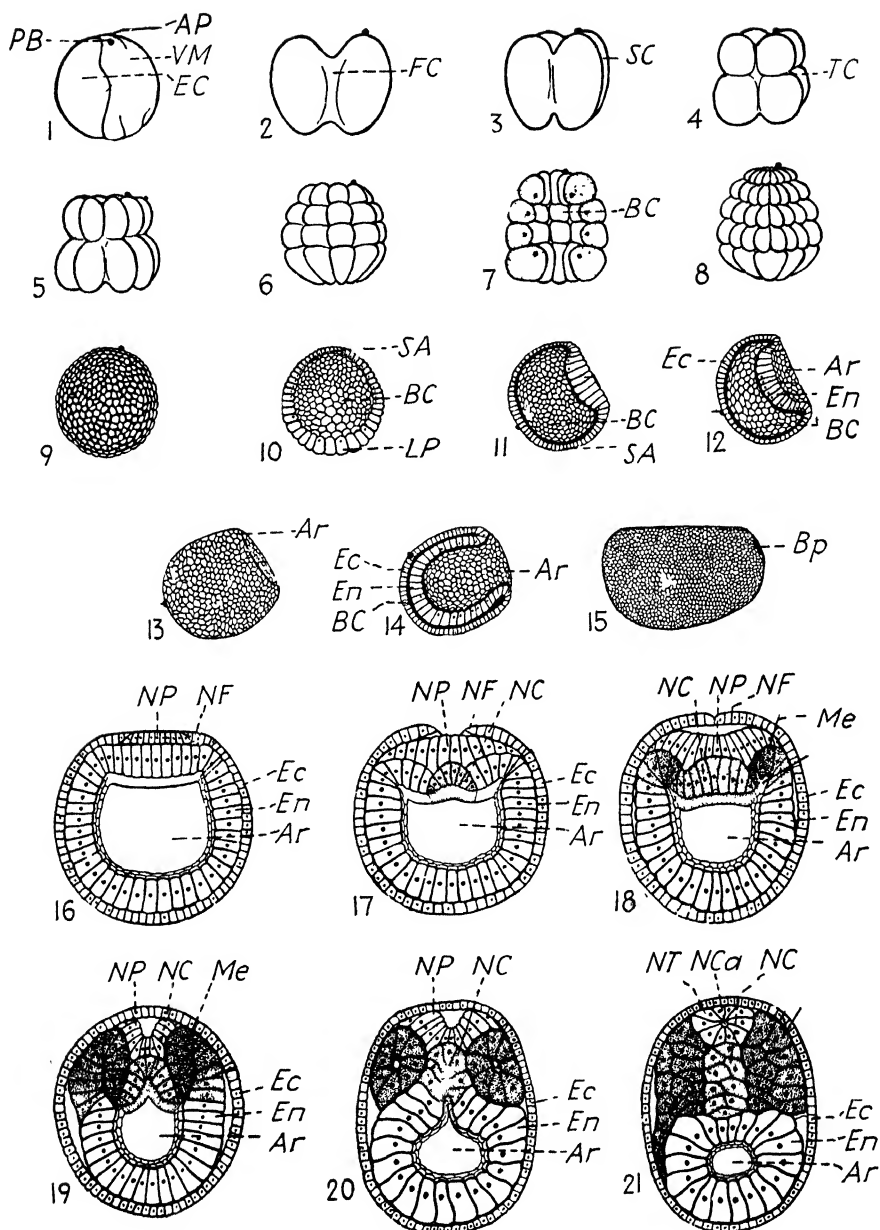 PB AP
VM
EC
1
FC
2
SC
3
TC
4
5
6
BC
7
8
9
SA
BC
LP
10
BC
SA
11
Ec Ar
En
BC
12
Ar
13
Ec
En
BC
Ar
14
Bp
15
NP NF
Ec
En
Ar
16
NP NF NC
Ec
En
Ar
17
NC NP NF
Me
Ec
En
Ar
18
NP NC Me
Ec
En
Ar
19
NP NC
Ec
En
Ar
20
NT NCa NC
Ec
En
Ar
21